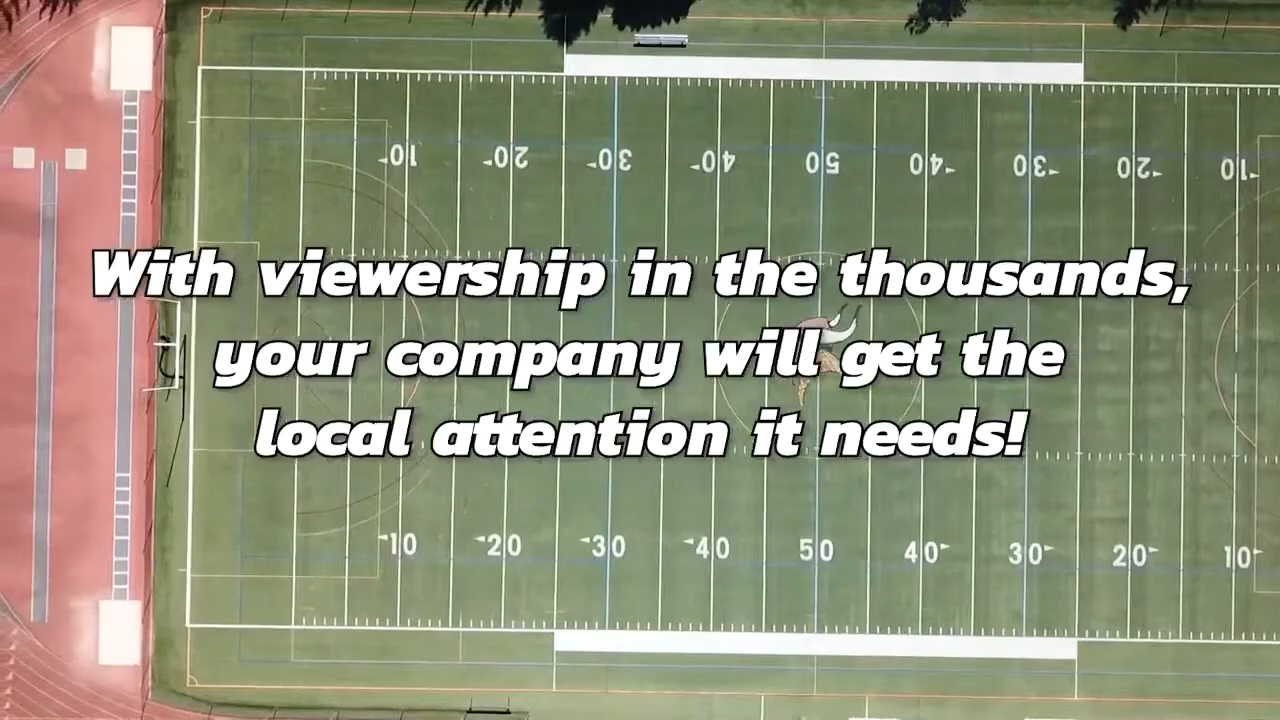 10 20 30 40 50 40 30 20 10
With viewership in the thousands,
your company will get the
local attention it needs!
10 20 30 40 50 40 30 20 10